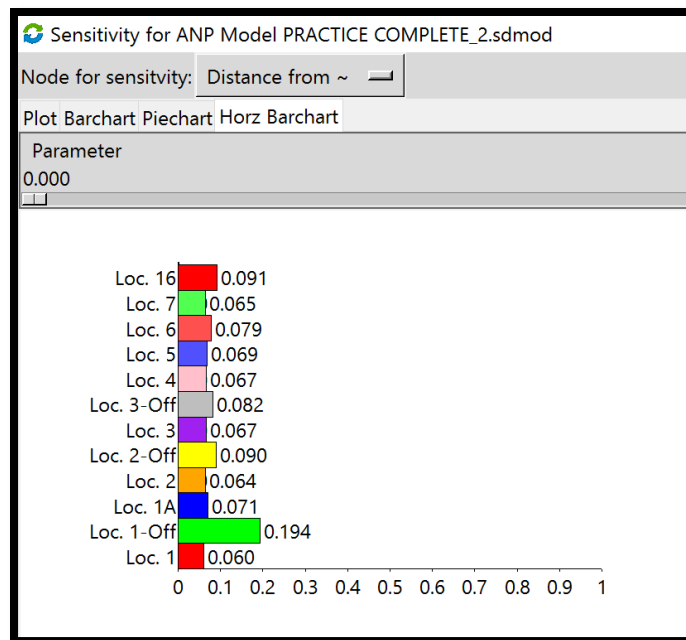 Sensitivity for ANP Model PRACTICE COMPLETE_2.sdmod
Node for sensitvity: Distance from ~
Plot Barchart Piechart Horz Barchart
Parameter
0.000
Loc. 16 0.091
Loc. 7 0.065
Loc. 6 0.079
Loc. 5 0.069
Loc. 4 0.067
Loc. 3-Off 0.082
Loc. 3 0.067
Loc. 2-Off 0.090
Loc. 2 0.064
Loc. 1A 0.071
Loc. 1-Off 0.194
Loc. 1 0.060
0 0.1 0.2 0.3 0.4 0.5 0.6 0.7 0.8 0.9 1